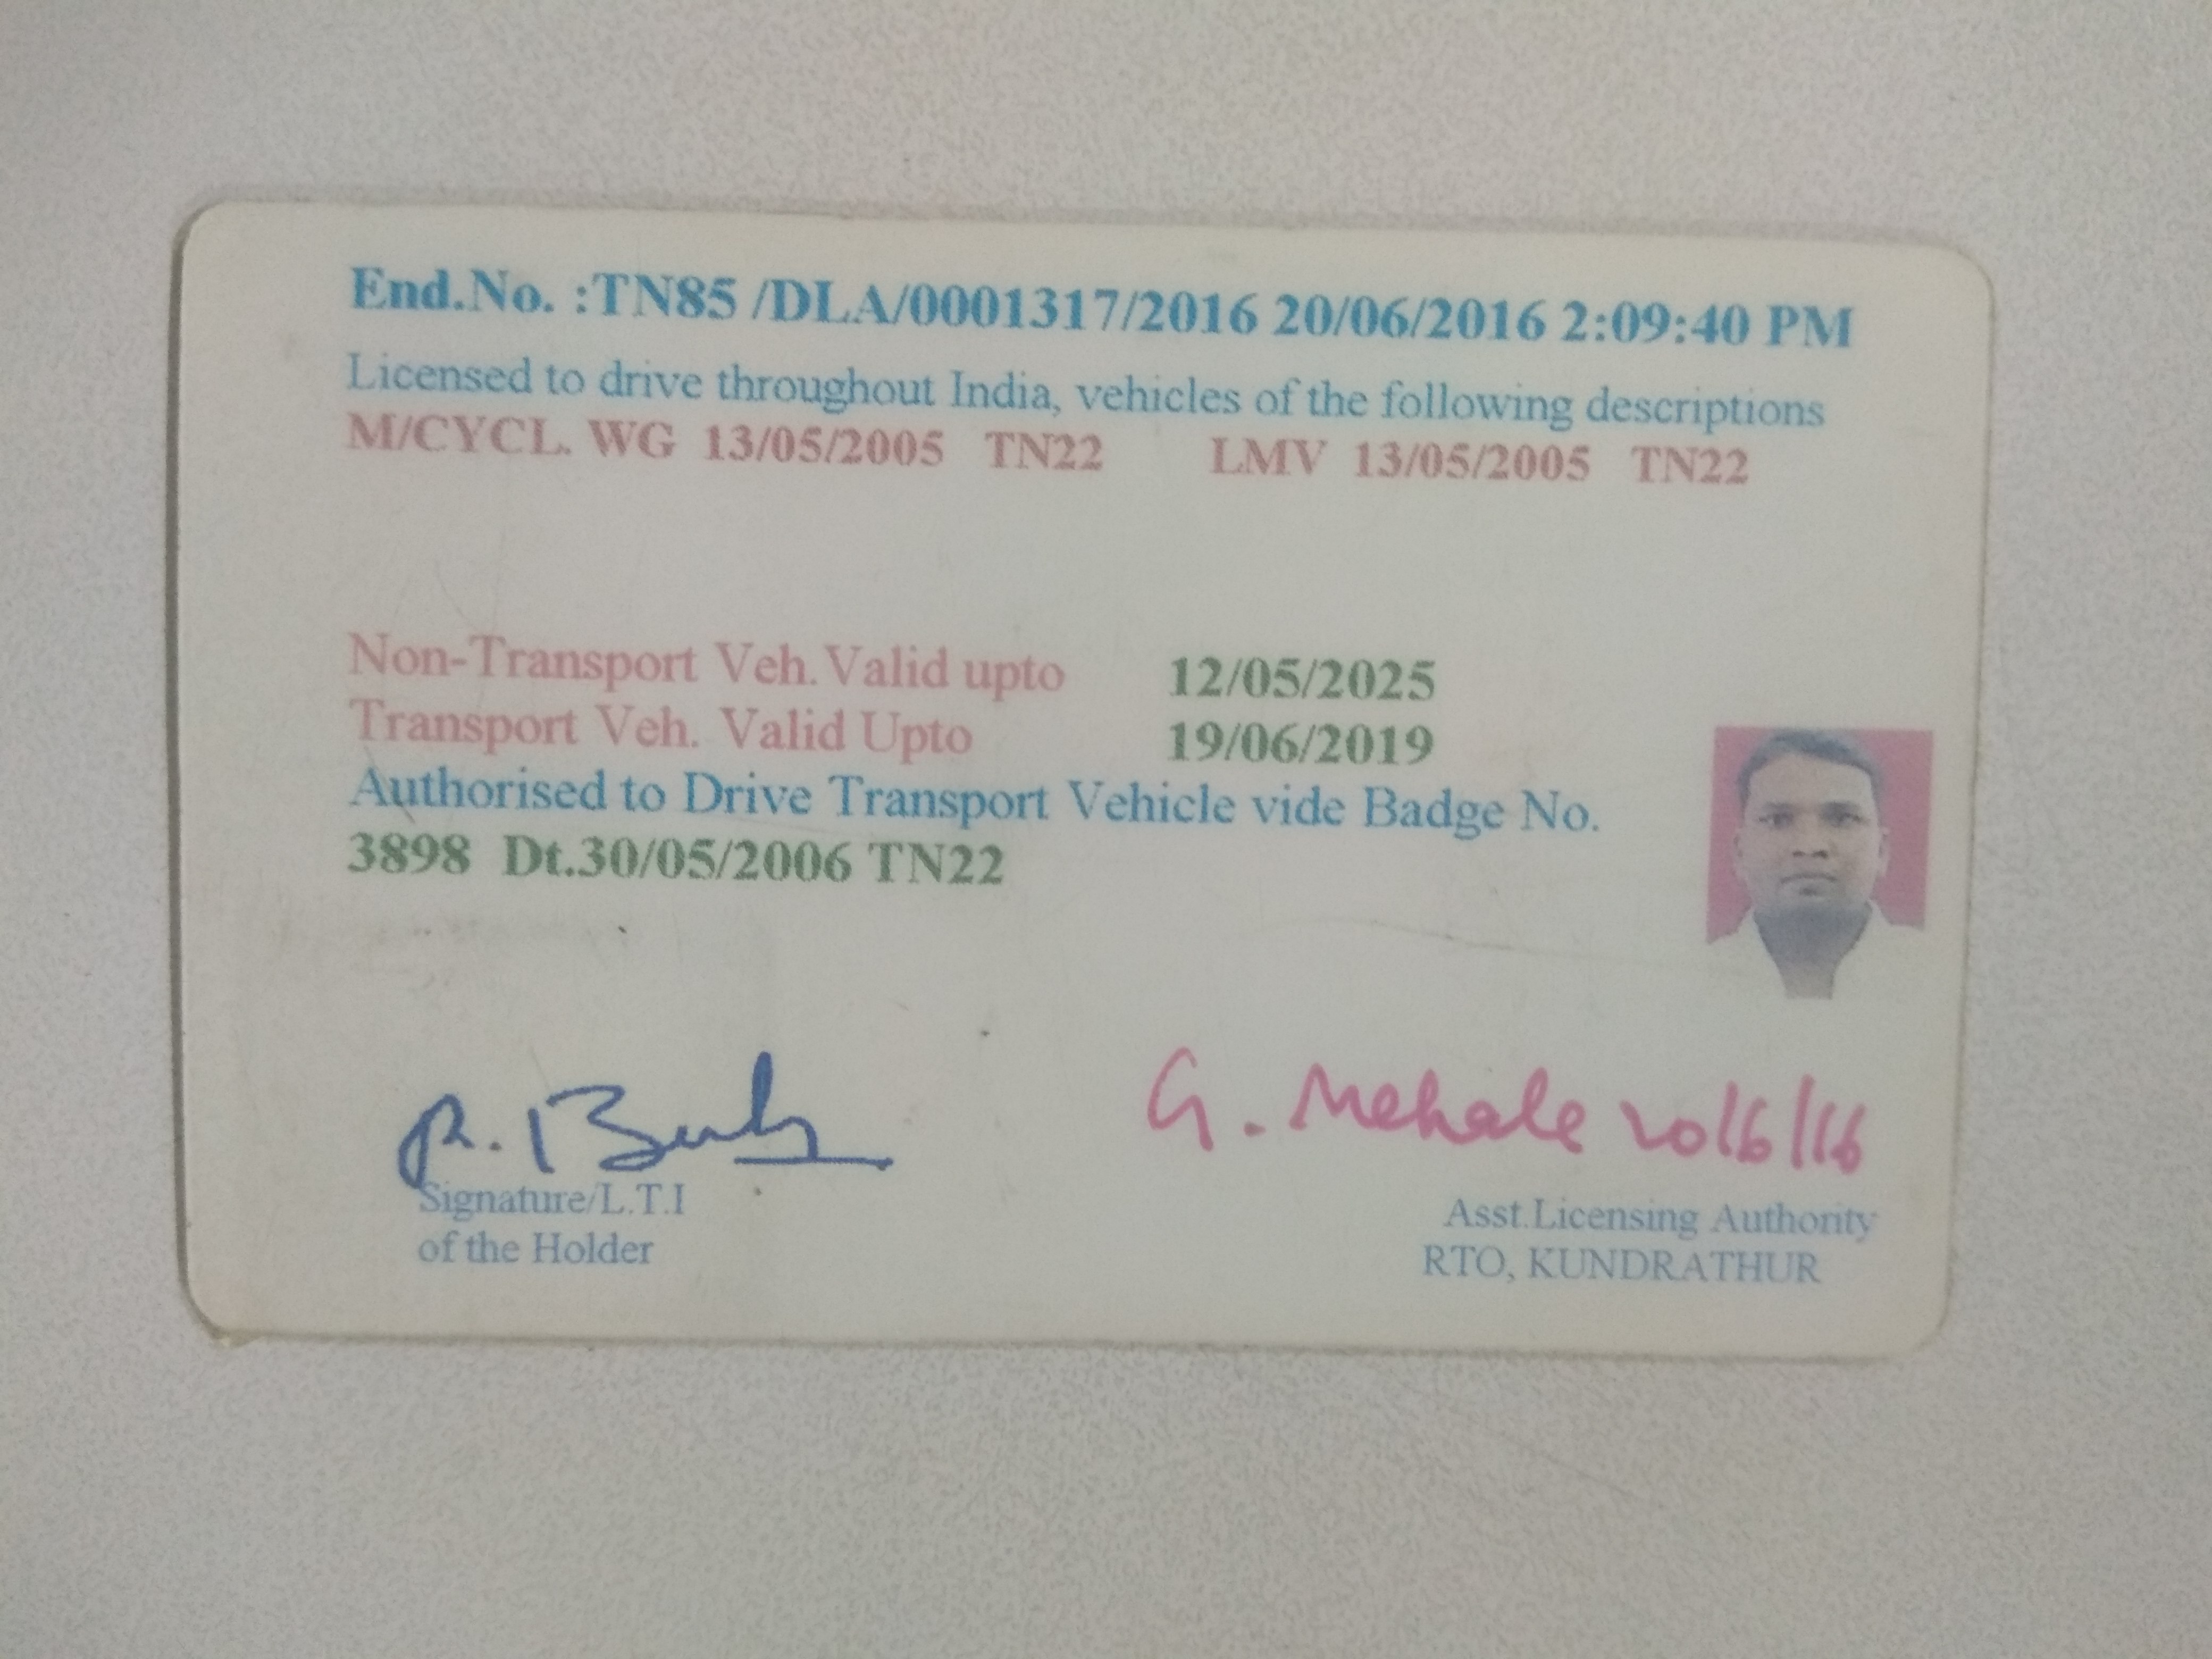 End.No. :TN85 /DLA/0001317/2016 20/06/2016 2:09:40 PM
Licensed to drive throughout India, vehicles of the following descriptions
M/CYCL. WG 13/05/2005 TN22 LMV 13/05/2005 TN22
Non-Transport Veh. Valid upto 12/05/2025
Transport Veh. Valid Upto 19/06/2019
Authorised to Drive Transport Vehicle vide Badge No.
3898 Dt.30/05/2006 TN22
G. 20/6/16
Signature/L.T.I
of the Holder
Asst.Licensing Authority
RTO, KUNDRATHUR